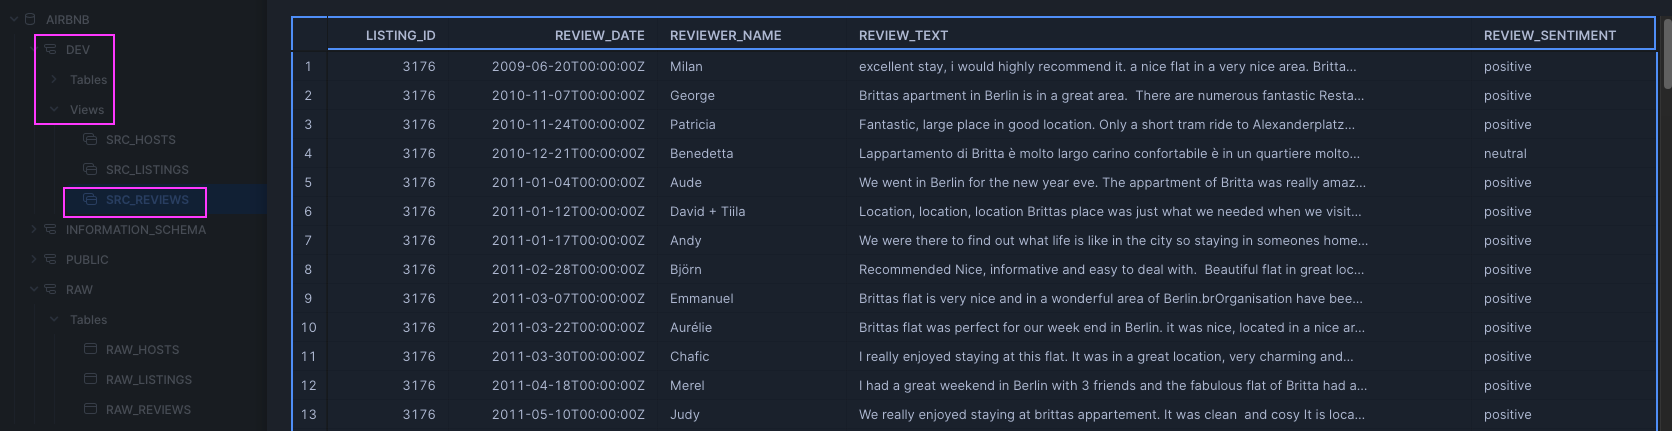 AIRBNB
DEV
Tables
Views
SRC_HOSTS
SRC_LISTINGS
SRC_REVIEWS
INFORMATION_SCHEMA
PUBLIC
RAW
Tables
RAW_HOSTS
RAW_LISTINGS
RAW_REVIEWS
LISTING_ID REVIEW_DATE REVIEWER_NAME REVIEW_TEXT REVIEW_SENTIMENT
1 3176 2009-06-20T00:00:00Z Milan excellent stay, i would highly recommend it. a nice flat in a very nice area. Britta... positive
2 3176 2010-11-07T00:00:00Z George Brittas apartment in Berlin is in a great area.  There are numerous fantastic Resta... positive
3 3176 2010-11-24T00:00:00Z Patricia Fantastic, large place in good location. Only a short tram ride to Alexanderplatz... positive
4 3176 2010-12-21T00:00:00Z Benedetta Lappartamento di Britta è molto largo carino confortabile è in un quartiere molto... neutral
5 3176 2011-01-04T00:00:00Z Aude We went in Berlin for the new year eve. The appartment of Britta was really amaz... positive
6 3176 2011-01-12T00:00:00Z David + Tiila Location, location, location Brittas place was just what we needed when we visit... positive
7 3176 2011-01-17T00:00:00Z Andy We were there to find out what life is like in the city so staying in someones home... positive
8 3176 2011-02-28T00:00:00Z Björn Recommended Nice, informative and easy to deal with.  Beautiful flat in great loc... positive
9 3176 2011-03-07T00:00:00Z Emmanuel Brittas flat is very nice and in a wonderful area of Berlin.brOrganisation have bee... positive
10 3176 2011-03-22T00:00:00Z Aurélie Brittas flat was perfect for our week end in Berlin. it was nice, located in a nice ar... positive
11 3176 2011-03-30T00:00:00Z Chafic I really enjoyed staying at this flat. It was in a great location, very charming and... positive
12 3176 2011-04-18T00:00:00Z Merel I had a great weekend in Berlin with 3 friends and the fabulous flat of Britta had a... positive
13 3176 2011-05-10T00:00:00Z Judy We really enjoyed staying at brittas appartement. It was clean  and cosy It is loca... positive